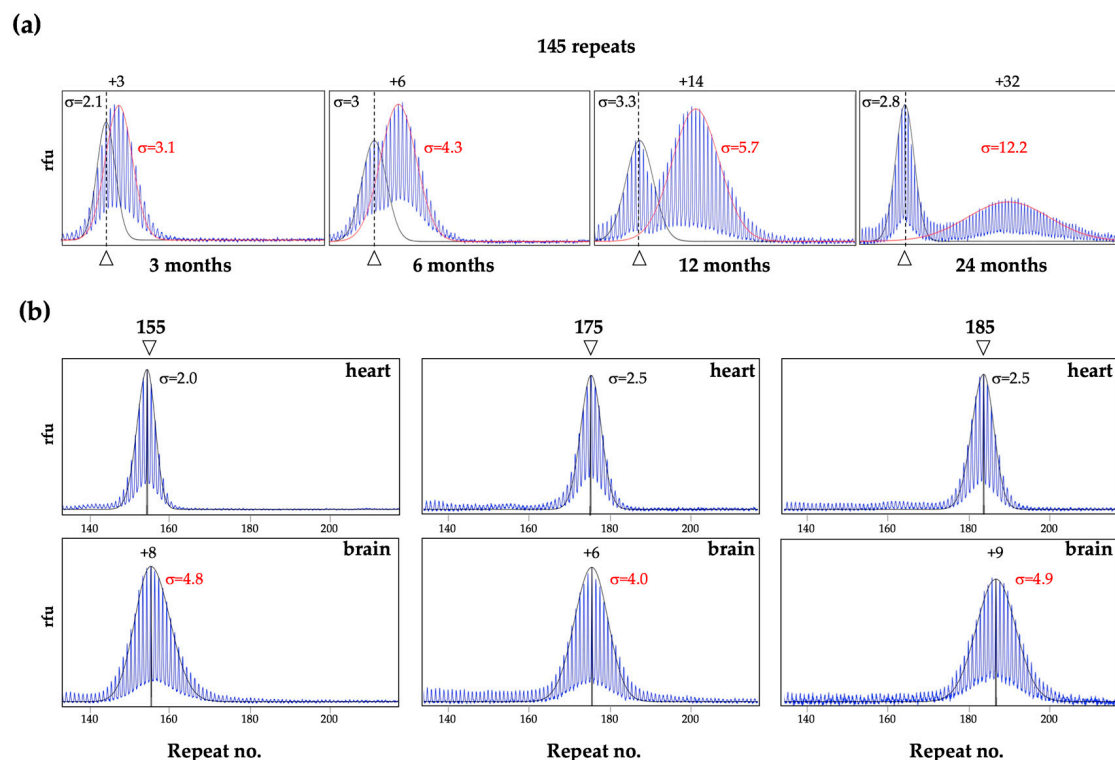 (a)
145 repeats
+3 +6 +14 +32
σ=2.1 σ=3 σ=3.3 σ=2.8
σ=3.1 σ=4.3 σ=5.7 σ=12.2
rfu
3 months 6 months 12 months 24 months
(b)
155 175 185
heart heart heart
σ=2.0 σ=2.5 σ=2.5
rfu
140 160 180 200 140 160 180 200 140 160 180 200
brain brain brain
+8 +6 +9
σ=4.8 σ=4.0 σ=4.9
rfu
140 160 180 200 140 160 180 200 140 160 180 200
Repeat no. Repeat no. Repeat no.